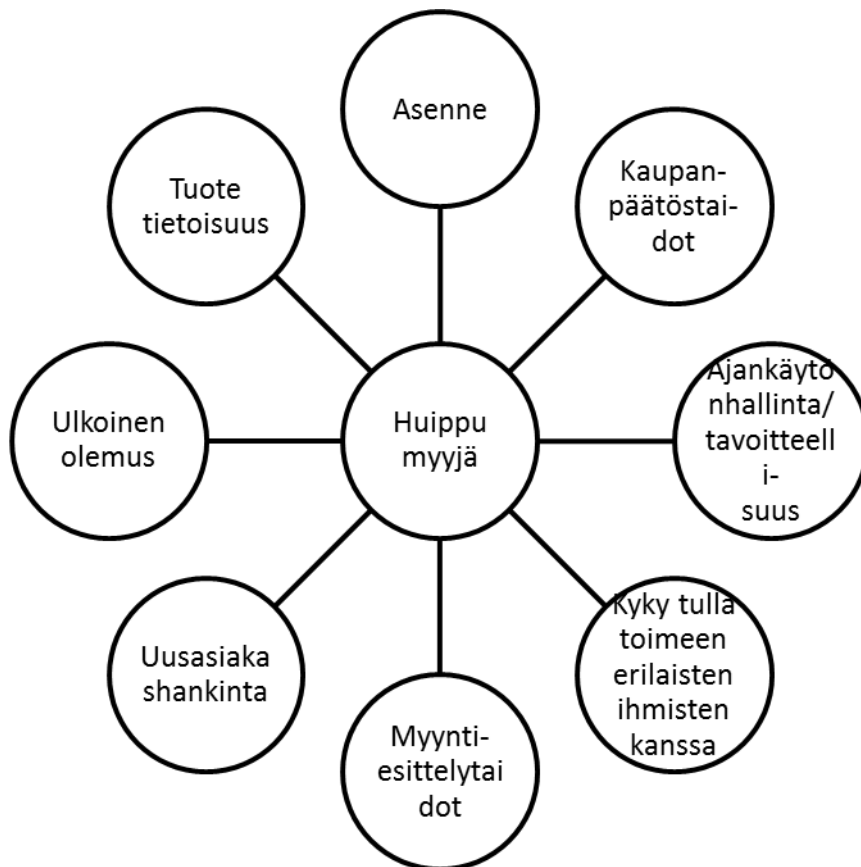 Asenne
Kaupan-
päätöstai-
dot
Ajankäytö
nhallinta/
tavoitteell
i-
suus
Kyky tulla
toimeen
erilaisten
ihmisten
kanssa
Myynti-
esittelytai
dot
Uusasiaka
shankinta
Ulkoinen
olemus
Tuote
tietoisuus
Huippu
myyjä